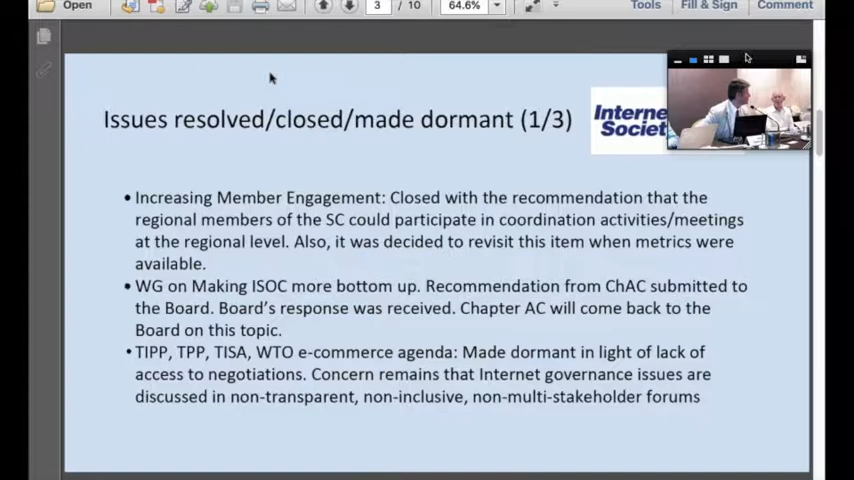 Open
3 / 10
64.6%
Tools
Fill & Sign
Comment
Issues resolved/closed/made dormant (1/3)
Interne
Societ
• Increasing Member Engagement: Closed with the recommendation that the
regional members of the SC could participate in coordination activities/meetings
at the regional level. Also, it was decided to revisit this item when metrics were
available.
• WG on Making ISOC more bottom up. Recommendation from ChAC submitted to
the Board. Board's response was received. Chapter AC will come back to the
Board on this topic.
• TIPP, TPP, TISA, WTO e-commerce agenda: Made dormant in light of lack of
access to negotiations. Concern remains that Internet governance issues are
discussed in non-transparent, non-inclusive, non-multi-stakeholder forums